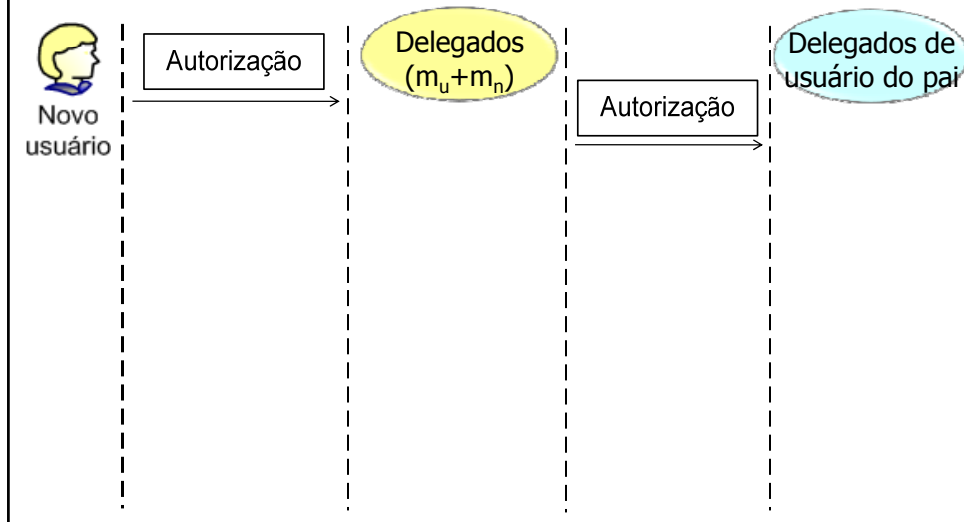 Novo
usuário
Autorização
Delegados
(mu+mn)
Autorização
Delegados de
usuário do pai